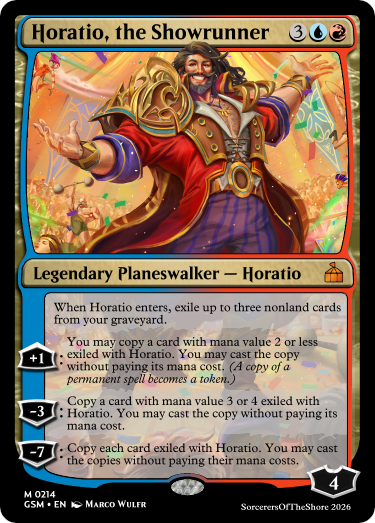 Horatio, the Showrunner 3
Legendary Planeswalker — Horatio
When Horatio enters, exile up to three nonland cards
from your graveyard.
+1: You may copy a card with mana value 2 or less
exiled with Horatio. You may cast the copy
without paying its mana cost. (A copy of a
permanent spell becomes a token.)
-3: Copy a card with mana value 3 or 4 exiled with
Horatio. You may cast the copy without paying its
mana cost.
-7: Copy each card exiled with Horatio. You may
cast the copies without paying their mana costs.
4
M 0214
GSM • EN Marco Wulfr
SorcerersOfTheShore 2026